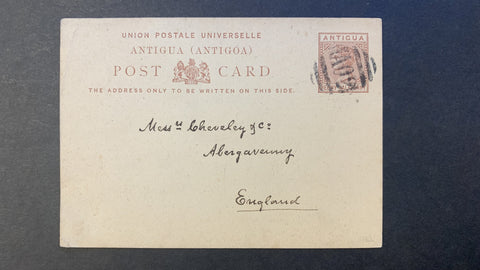 UNION POSTALE UNIVERSELLE
ANTIGUA (ANTIGOA)
POST CARD
THE ADDRESS ONLY TO BE WRITTEN ON THIS SIDE.
ANTIGUA
A02
Messrs Cheveley & Co
Abergavenny
England